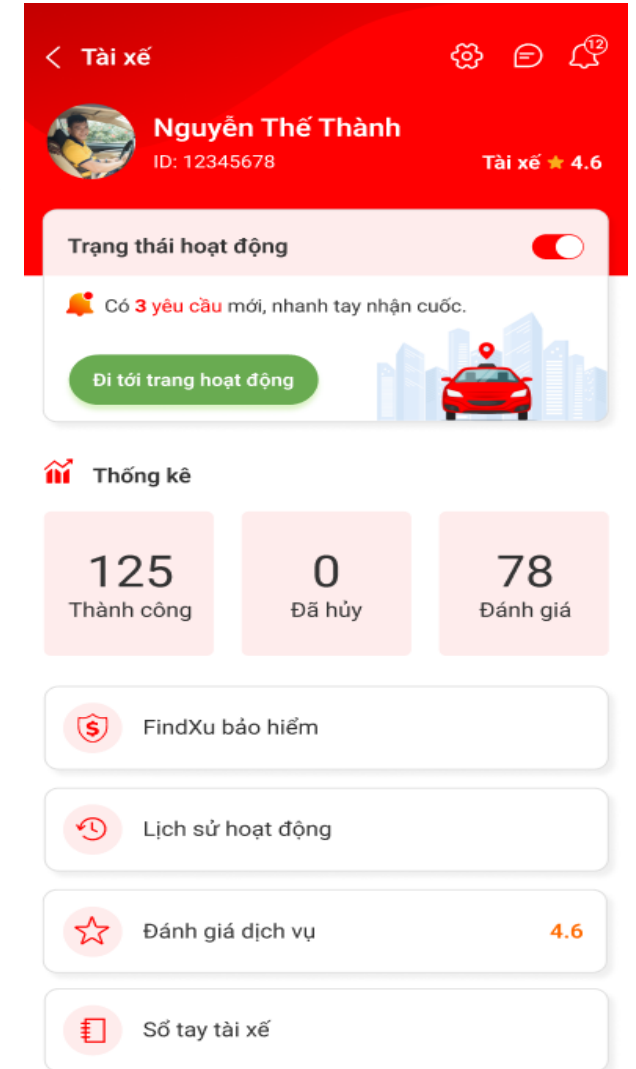 Tài xế
12
Nguyễn Thế Thành
ID: 12345678
Tài xế ⭐ 4.6
Trạng thái hoạt động
Có 3 yêu cầu mới, nhanh tay nhận cuốc.
Đi tới trang hoạt động
Thống kê
125
Thành công
0
Đã hủy
78
Đánh giá
FindXu bảo hiểm
Lịch sử hoạt động
Đánh giá dịch vụ 4.6
Sổ tay tài xế